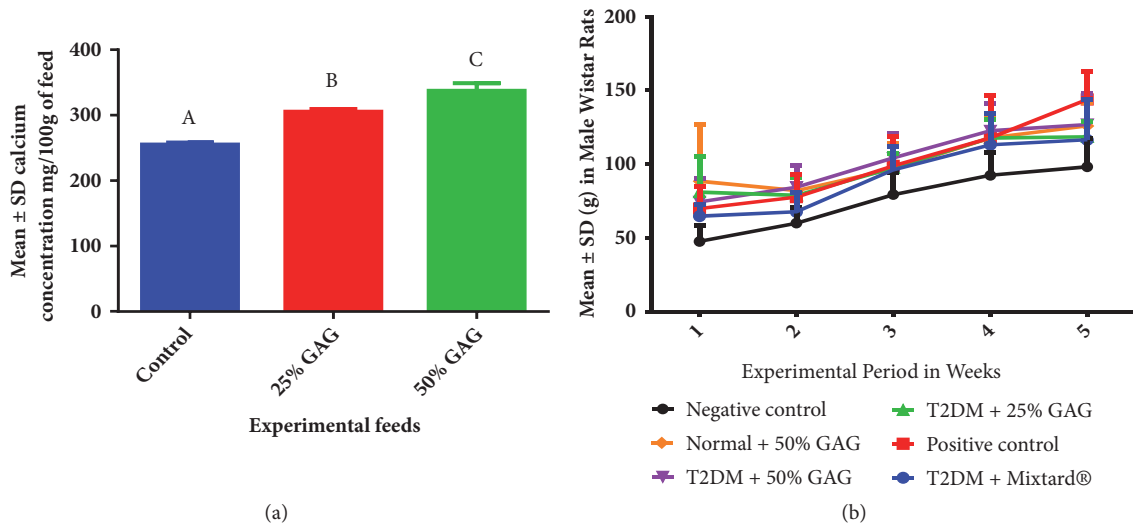 Mean ± SD calcium
concentration mg/100g of feed
400
300
200
100
0
A
B
C
Control
25% GAG
50% GAG
Experimental feeds
(a)
Mean ± SD (g) in Male Wistar Rats
200
150
100
50
0
1
2
3
4
5
Experimental Period in Weeks
Negative control
Normal + 50% GAG
T2DM + 50% GAG
T2DM + 25% GAG
Positive control
T2DM + Mixtard®
(b)